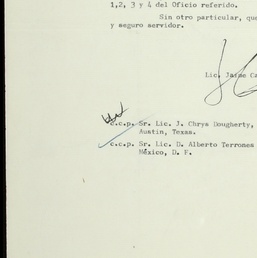 1,2, 3 y 4 del Oficio referido.
Sin otro particular, que
y seguro servidor.
Lic. Jaime Ca
c.c.p. Sr. Lic. J. Chrys Dougherty,
Austin, Texas.
c.c.p. Sr. Lic. D. Alberto Terrones
México, D. F.